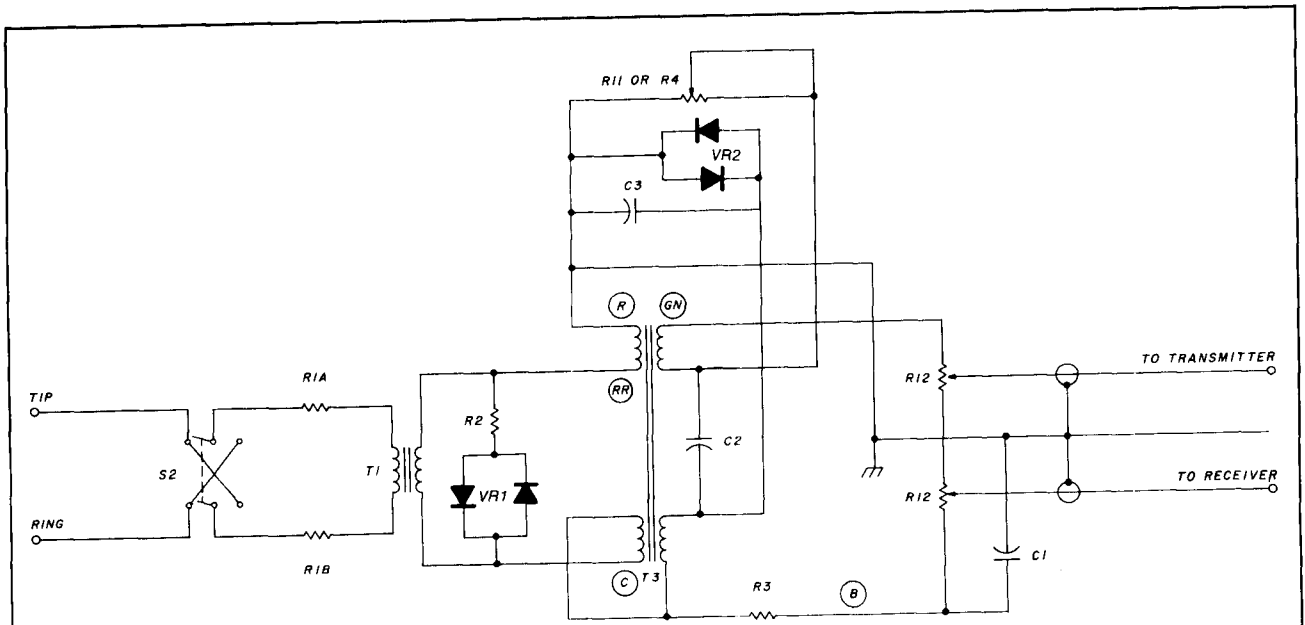 R11 OR R4
VR2
C3
R
GN
TO TRANSMITTER
R1A
R12
TIP
RR
R2
C2
S2
T1
VR1
R12
TO RECEIVER
RING
C1
R1B
C
T3
R3
B